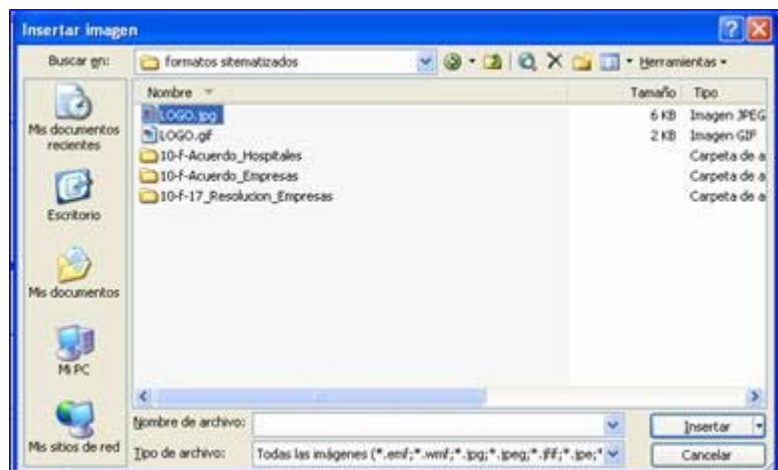 Insertar imagen
Buscar en: formatos sitematizados Herramientas
Nombre Tamaño Tipo
LOGO.jpg 6 KB Imagen JPEG
LOGO.gif 2 KB Imagen GIF
10-f-Acuerdo_Hospitales Carpeta de a
10-f-Acuerdo_Empresas Carpeta de a
10-f-17_Resolucion_Empresas Carpeta de a
Mis documentos
recientes
Escritorio
Mis documentos
Mi PC
Mis sitios de red
Nombre de archivo: Insertar
Tipo de archivo: Todas las imágenes (*.emf;*.wmf;*.jpg;*.jpeg;*.jfif;*.jpe;* Cancelar